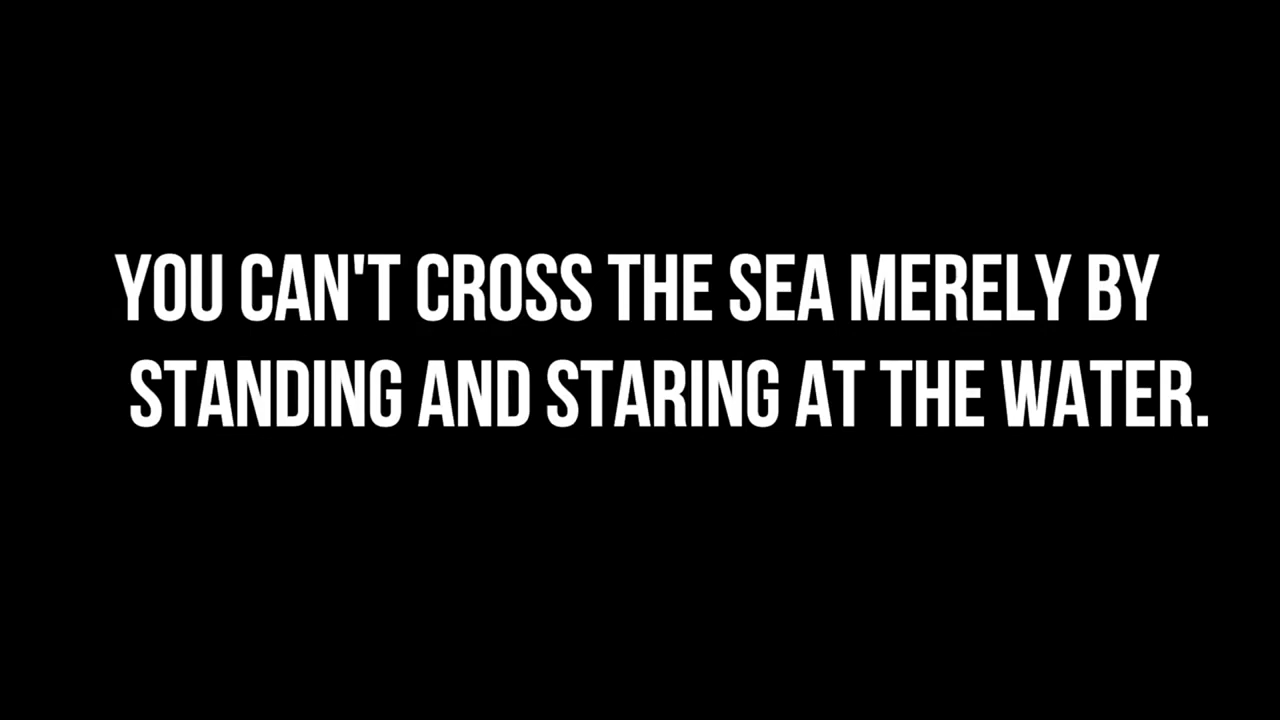 YOU CAN'T CROSS THE SEA MERELY BY
STANDING AND STARING AT THE WATER.